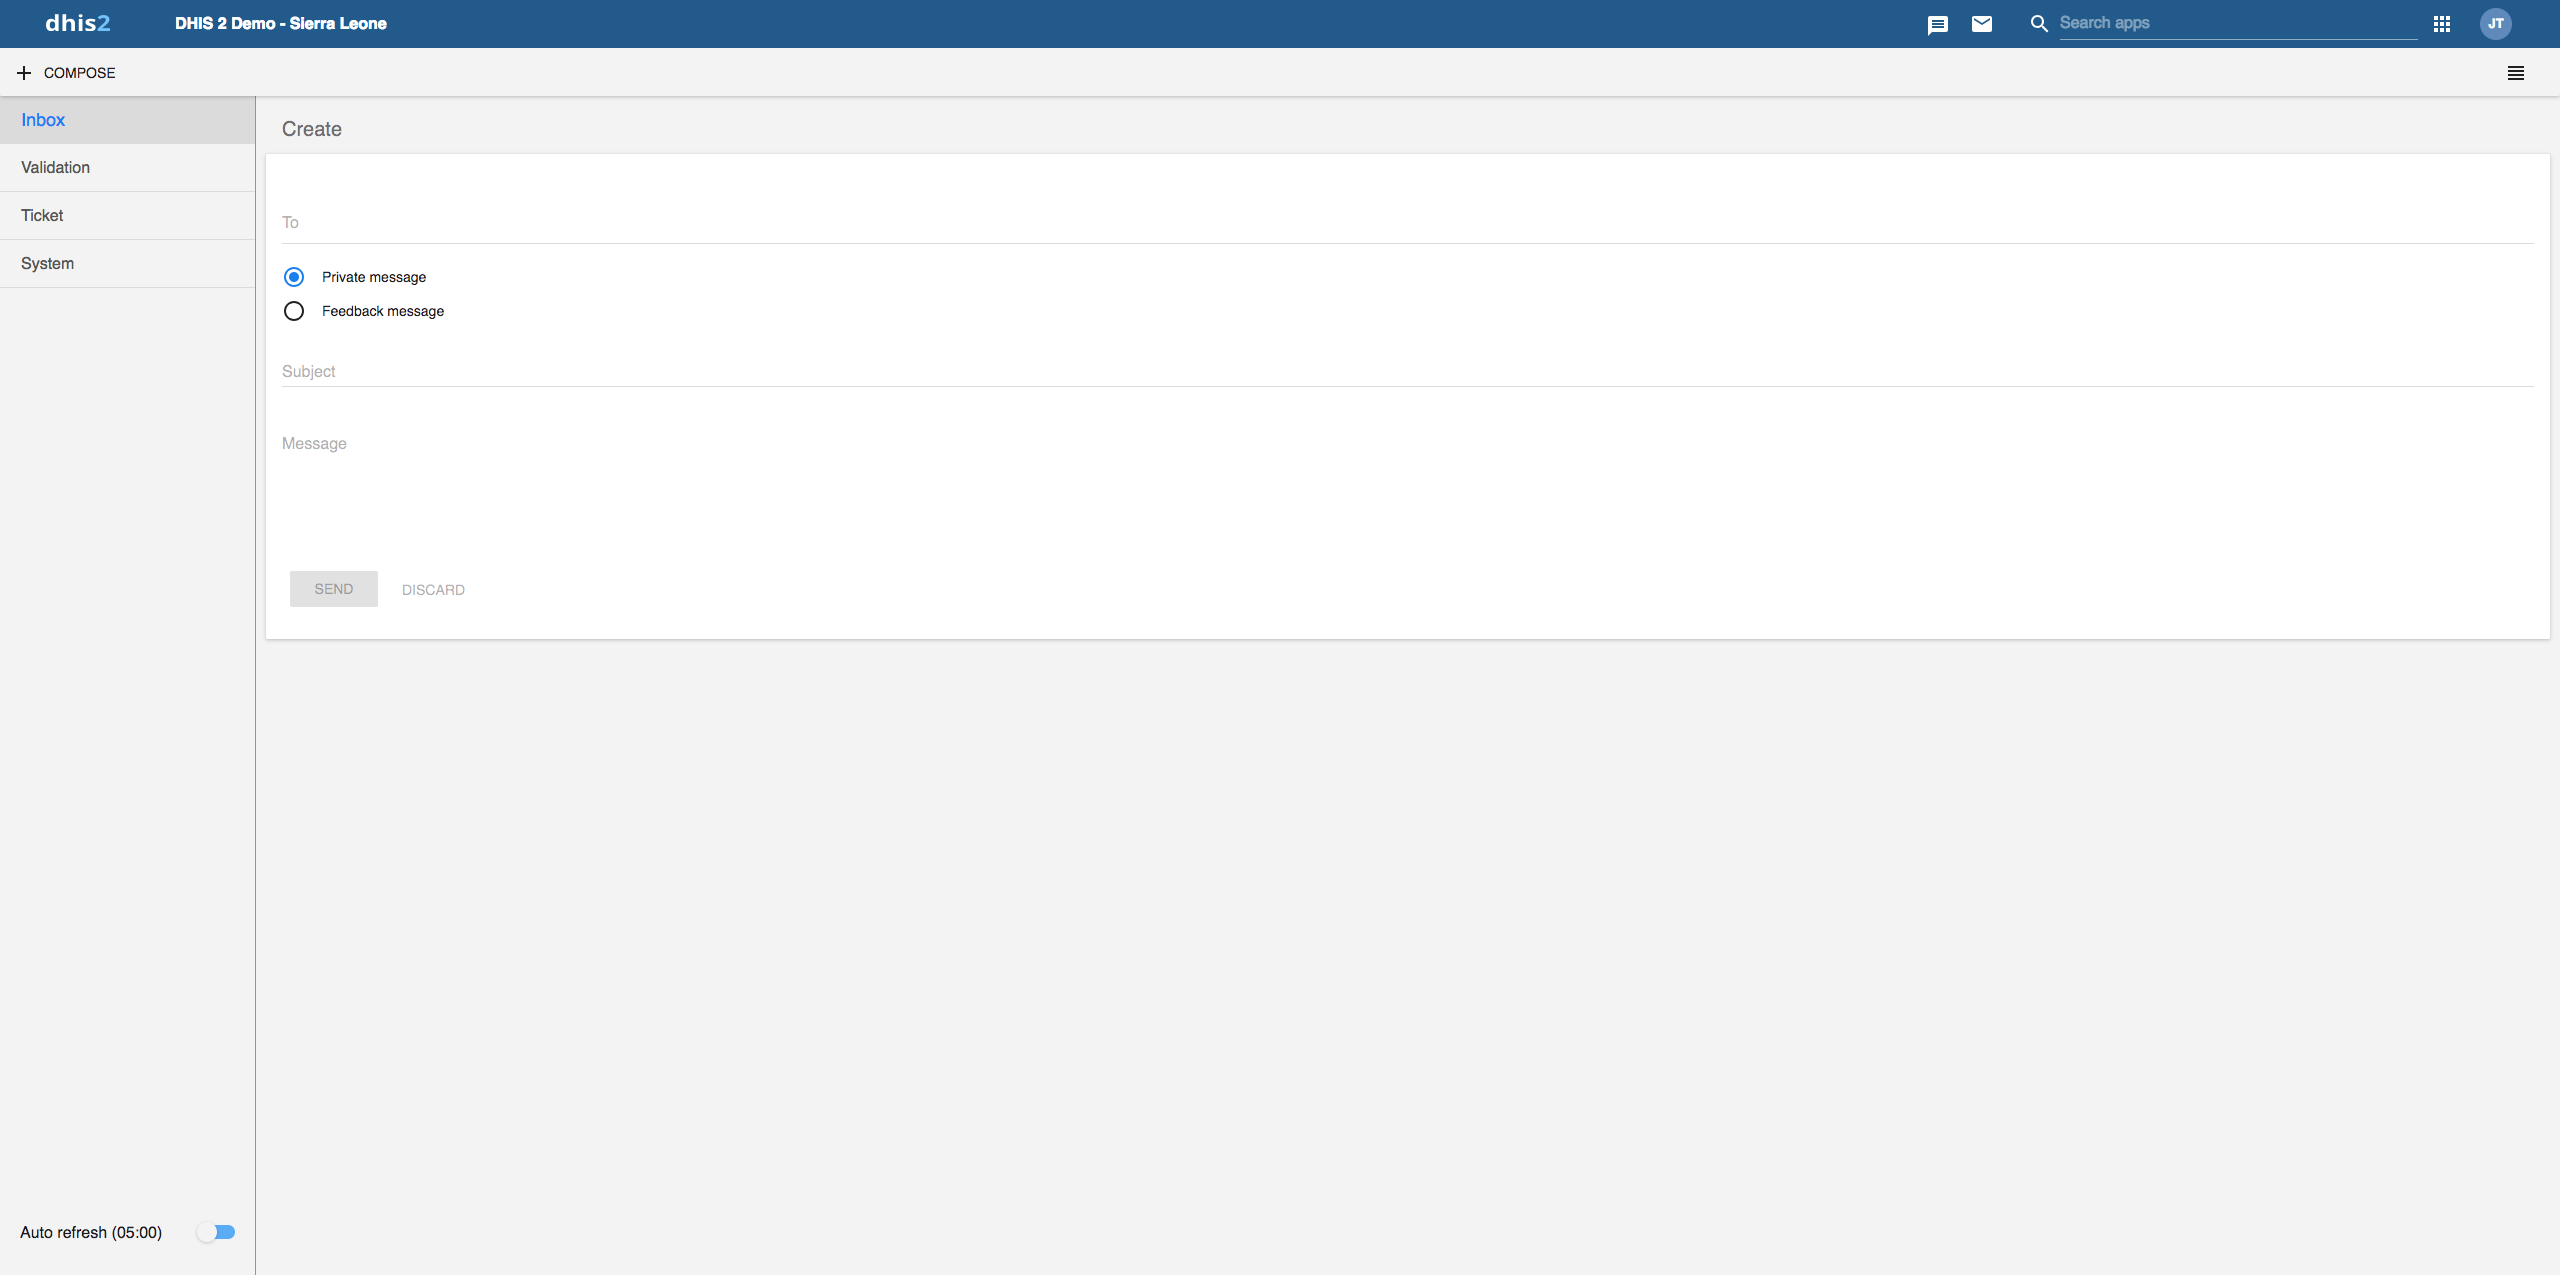 dhis2 DHIS 2 Demo - Sierra Leone Search apps JT
COMPOSE
Inbox
Validation
Ticket
System
Create
To
Private message
Feedback message
Subject
Message
SEND DISCARD
Auto refresh (05:00)